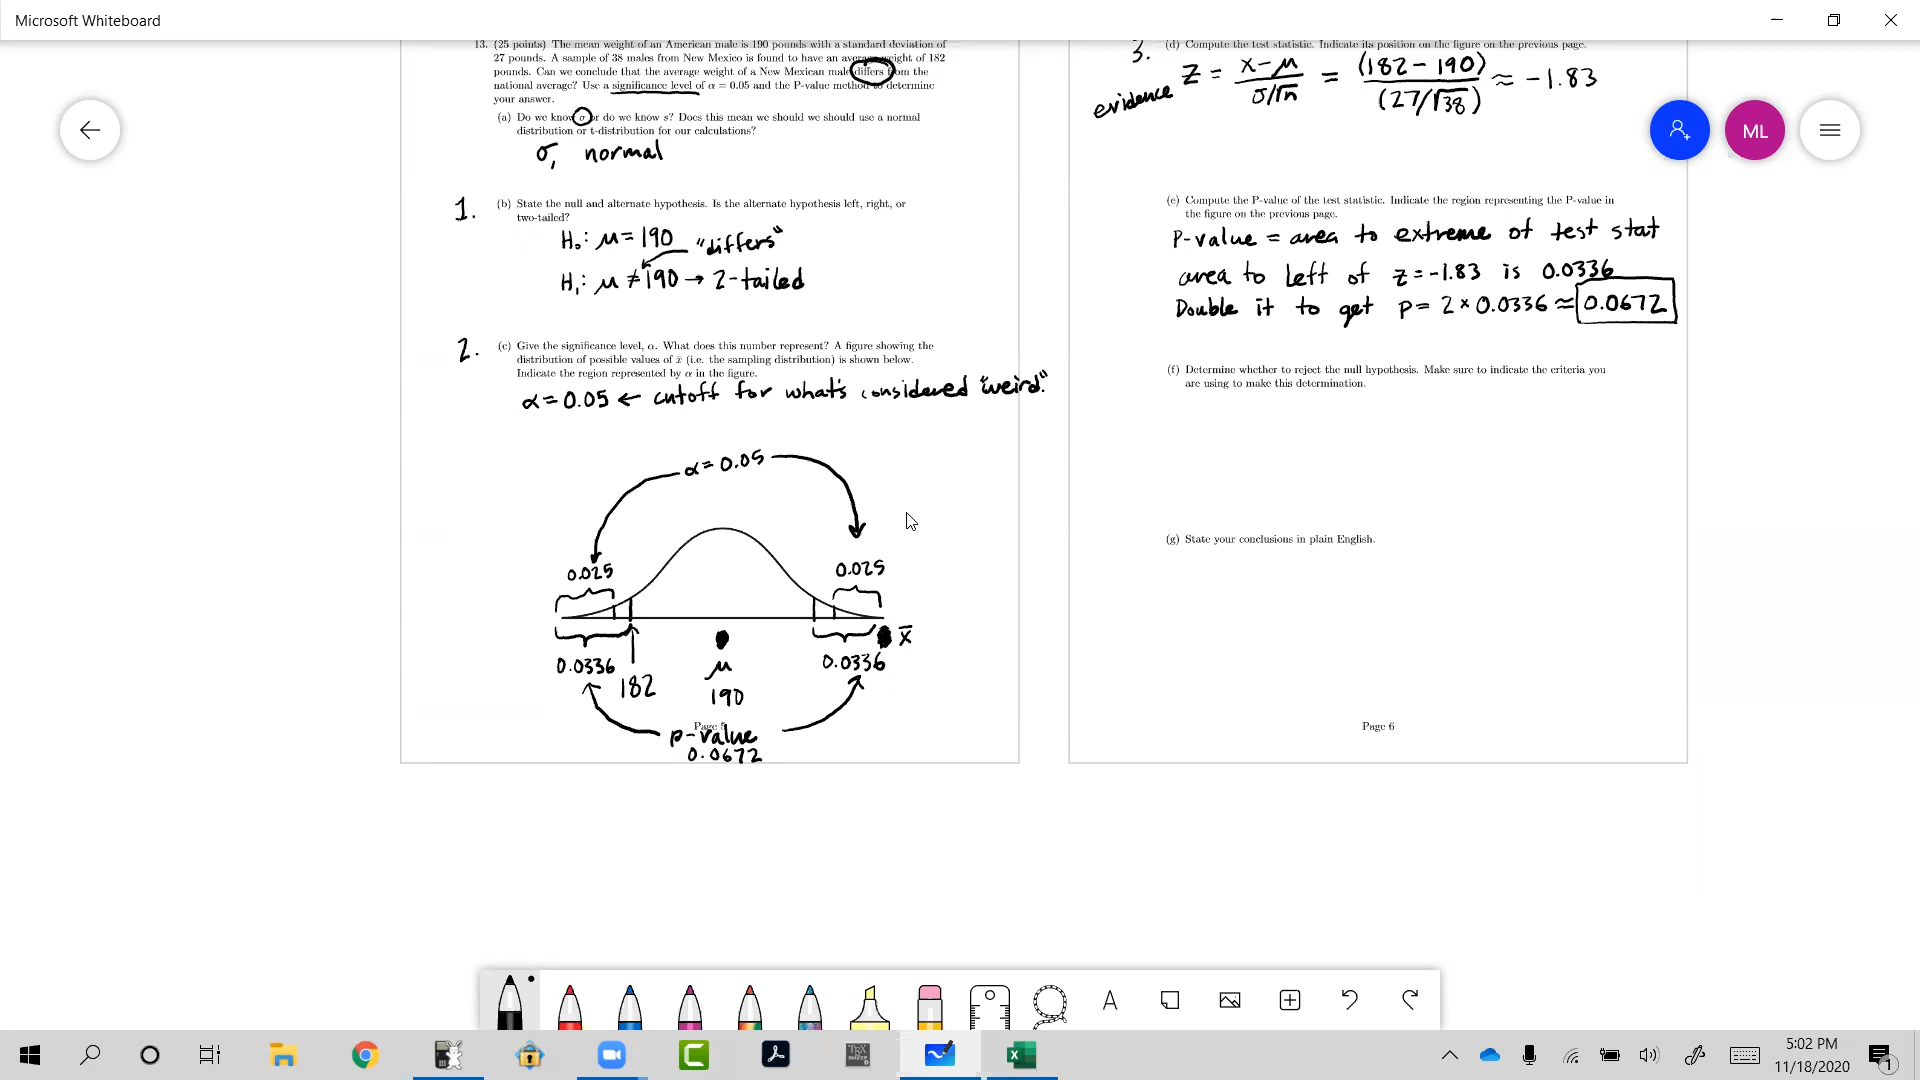 Microsoft Whiteboard
13. (25 points) The mean weight of an American male is 190 pounds with a standard deviation of
27 pounds. A sample of 38 males from New Mexico is found to have an average weight of 182
pounds. Can we conclude that the average weight of a New Mexican male differs from the
national average? Use a significance level of α = 0.05 and the P-value method to determine
your answer.
(a) Do we know σ or do we know s? Does this mean we should we should use a normal
distribution or t-distribution for our calculations?
σ, normal
1. (b) State the null and alternate hypothesis. Is the alternate hypothesis left, right, or
two-tailed?
H₀: μ = 190 "differs"
H₁: μ ≠ 190 → 2-tailed
2. (c) Give the significance level, α. What does this number represent? A figure showing the
distribution of possible values of x̄ (i.e. the sampling distribution) is shown below.
Indicate the region represented by α in the figure.
α = 0.05 ← cutoff for what's considered "weird."
α = 0.05
0.025 0.025
x̄
0.0336 μ 0.0336
182 190
Page 5
p-value
0.0672
3. (d) Compute the test statistic. Indicate its position on the figure on the previous page.
evidence z = (x - μ)/(σ/√n) = (182 - 190)/(27/√38) ≈ -1.83
ML
(e) Compute the P-value of the test statistic. Indicate the region representing the P-value in
the figure on the previous page.
P-value = area to extreme of test stat
area to left of z = -1.83 is 0.0336
Double it to get p = 2 × 0.0336 ≈ 0.0672
(f) Determine whether to reject the null hypothesis. Make sure to indicate the criteria you
are using to make this determination.
(g) State your conclusions in plain English.
Page 6
5:02 PM
11/18/2020
1